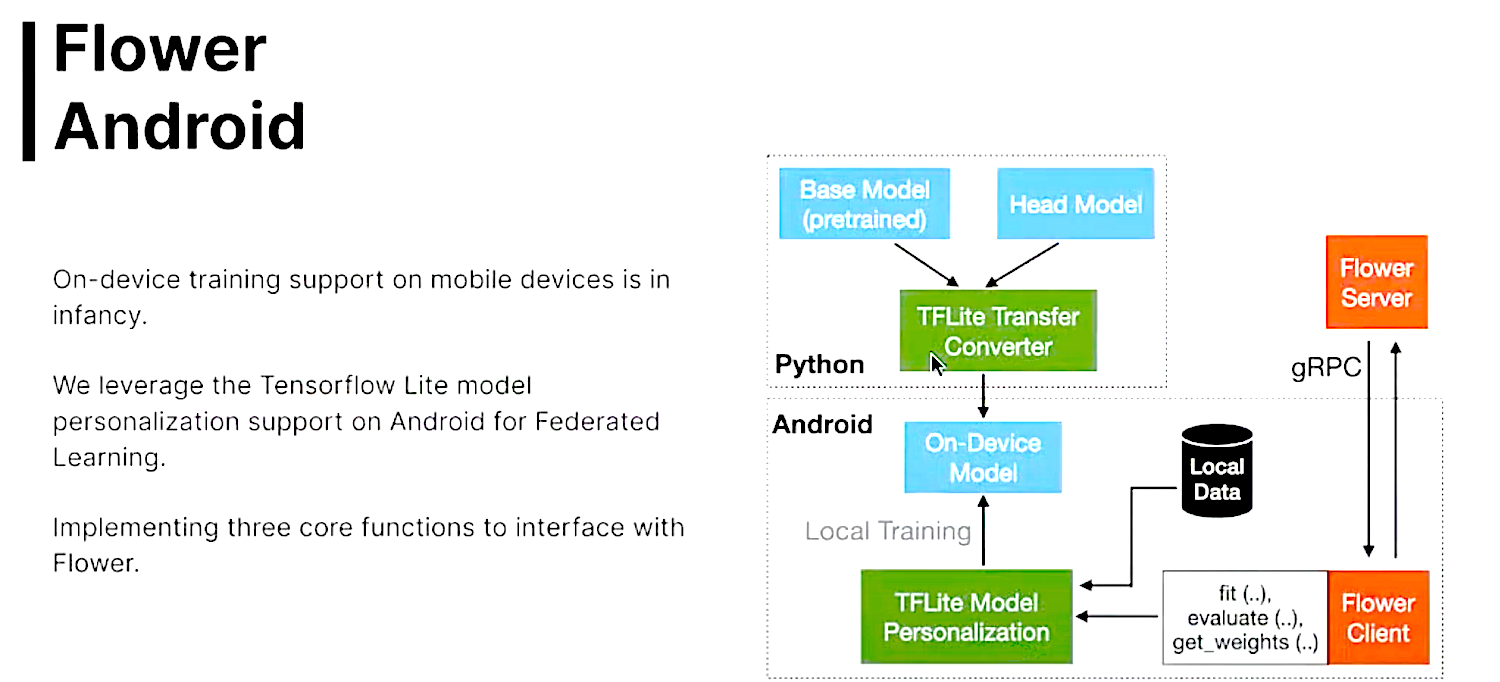 Flower
Android
On-device training support on mobile devices is in
infancy.
We leverage the Tensorflow Lite model
personalization support on Android for Federated
Learning.
Implementing three core functions to interface with
Flower.
Base Model
(pretrained)
Head Model
TFLite Transfer
Converter
Python
Flower
Server
gRPC
Android
On-Device
Model
Local
Data
Local Training
TFLite Model
Personalization
fit (..),
evaluate (..),
get_weights (..)
Flower
Client